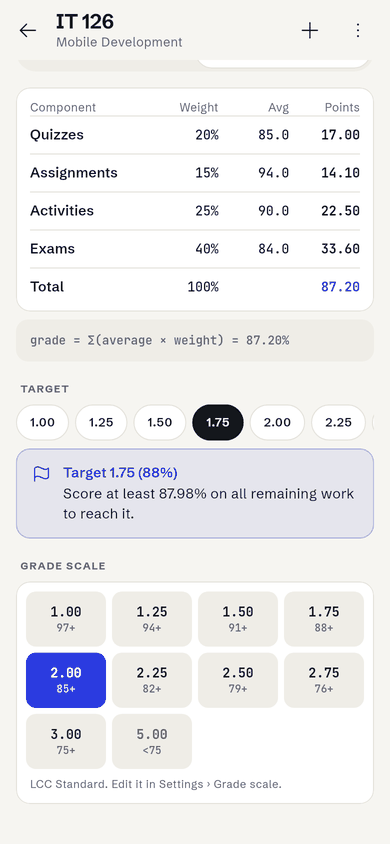 IT 126
Mobile Development
Component Weight Avg Points
Quizzes 20% 85.0 17.00
Assignments 15% 94.0 14.10
Activities 25% 90.0 22.50
Exams 40% 84.0 33.60
Total 100% 87.20
grade = Σ(average × weight) = 87.20%
TARGET
1.00 1.25 1.50 1.75 2.00 2.25
Target 1.75 (88%)
Score at least 87.98% on all remaining work
to reach it.
GRADE SCALE
1.00 1.25 1.50 1.75
97+ 94+ 91+ 88+
2.00 2.25 2.50 2.75
85+ 82+ 79+ 76+
3.00 5.00
75+ <75
LCC Standard. Edit it in Settings › Grade scale.